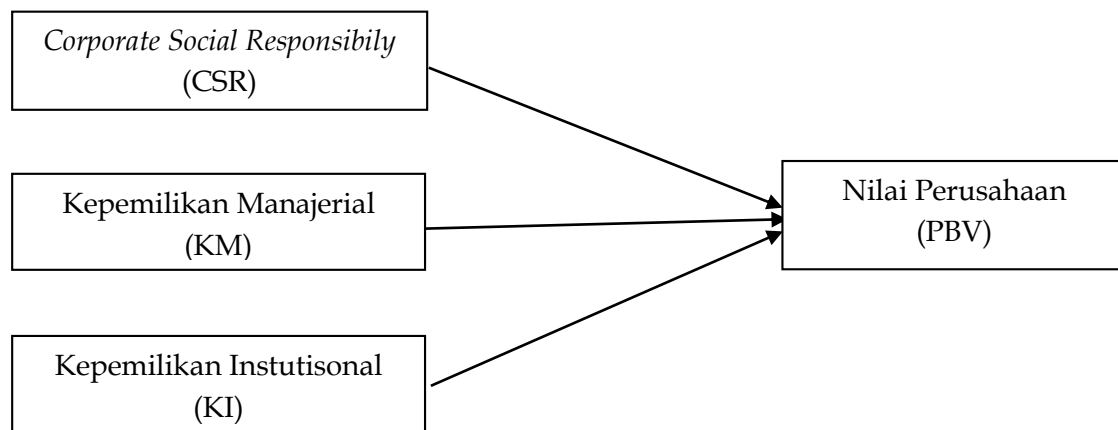 Corporate Social Responsibily
(CSR)
Kepemilikan Manajerial
(KM)
Kepemilikan Instutisonal
(KI)
Nilai Perusahaan
(PBV)